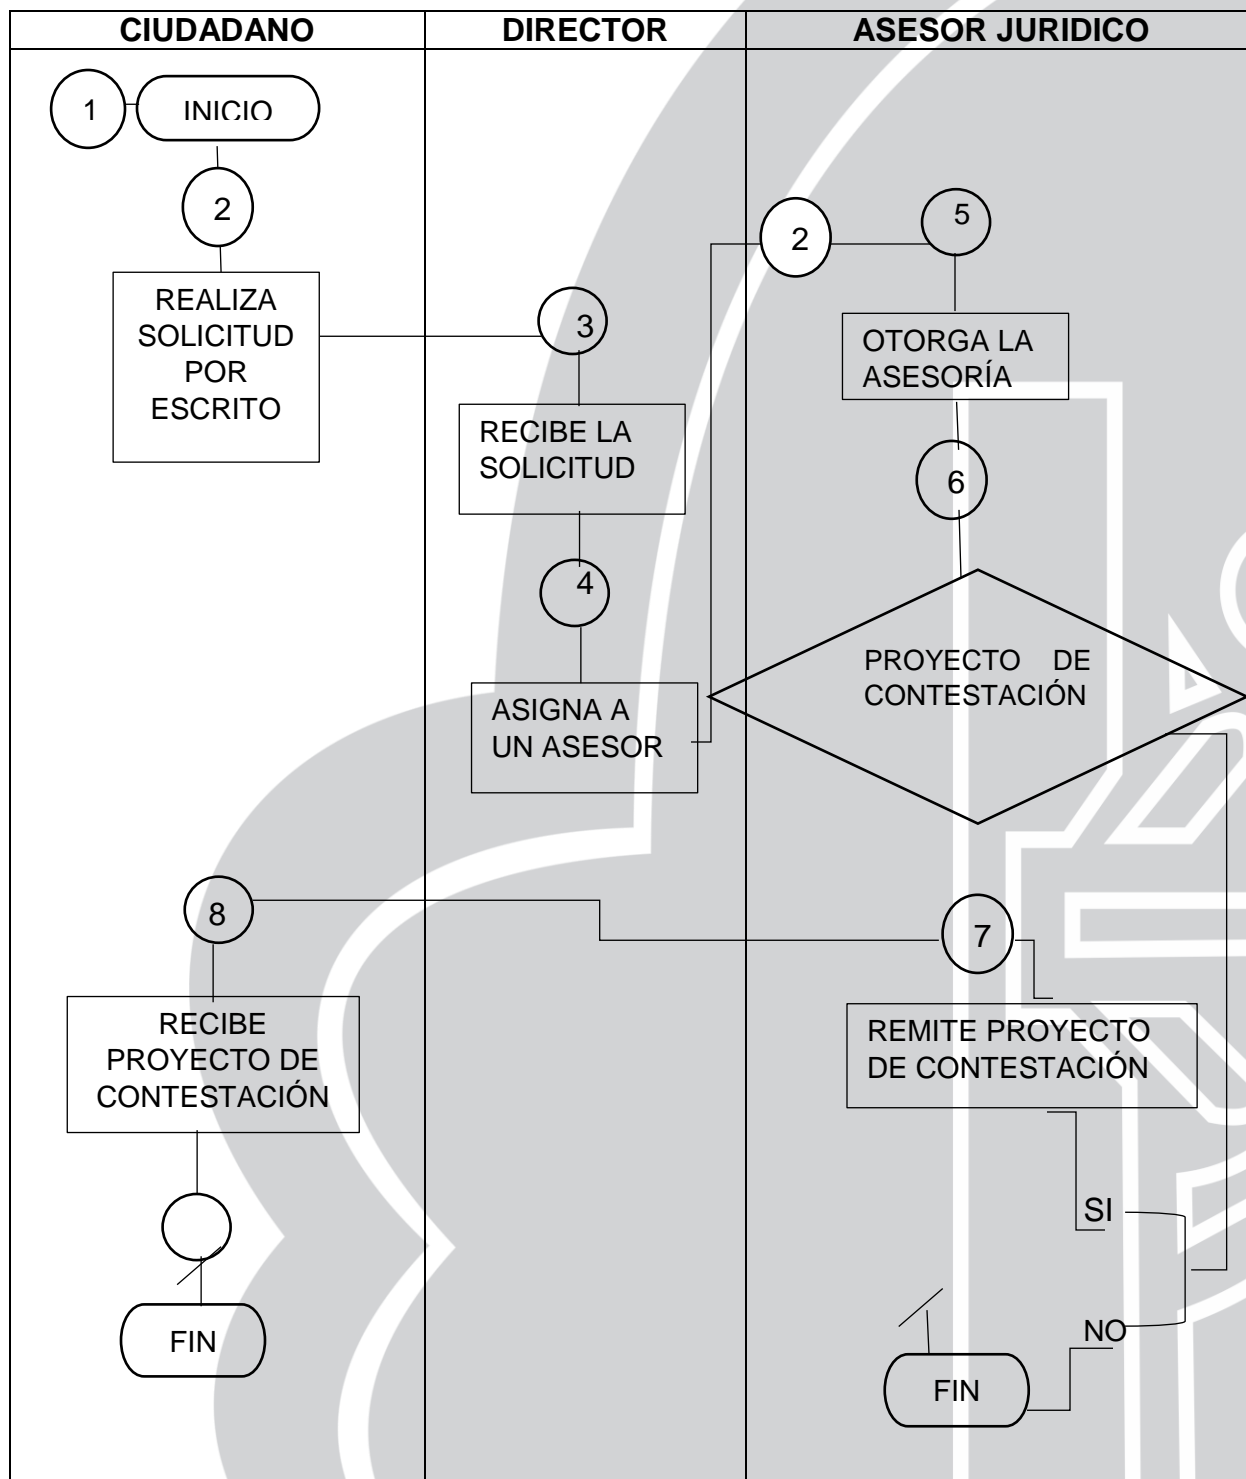 CIUDADANO
DIRECTOR
ASESOR JURIDICO
1
INICIO
2
REALIZA
SOLICITUD
POR
ESCRITO
3
RECIBE LA
SOLICITUD
4
ASIGNA A
UN ASESOR
2
5
OTORGA LA
ASESORÍA
6
PROYECTO DE
CONTESTACIÓN
7
REMITE PROYECTO
DE CONTESTACIÓN
SI
NO
FIN
8
RECIBE
PROYECTO DE
CONTESTACIÓN
FIN